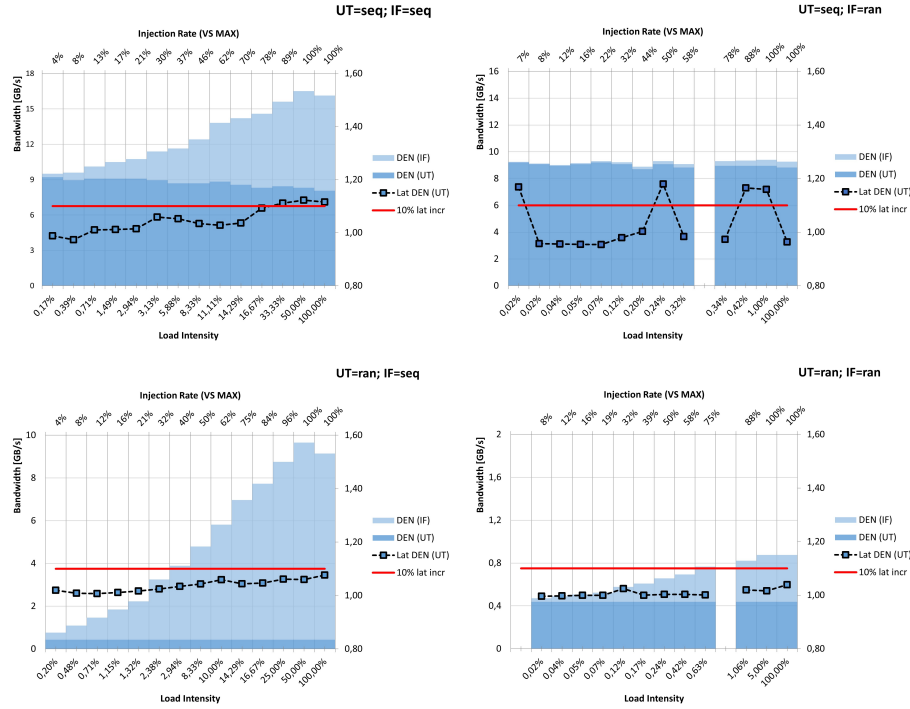 UT=seq; IF=seq
Injection Rate (VS MAX)
4% 8% 13% 17% 21% 30% 37% 46% 62% 71% 78% 89% 100% 100%
Bandwidth [GB/s]
18 15 12 9 6 3 0
1,60 1,40 1,20 1,00 0,80
DEN (IF)
DEN (UT)
Lat DEN (UT)
10% lat incr
0,17% 0,39% 0,71% 1,49% 2,94% 3,13% 5,88% 8,33% 11,11% 14,29% 16,67% 33,33% 50,00% 100,00%
Load Intensity
UT=seq; IF=ran
Injection Rate (VS MAX)
7% 8% 12% 16% 22% 32% 44% 50% 58% 78% 88% 100% 100%
Bandwidth [GB/s]
16 14 12 10 8 6 4 2 0
1,60 1,40 1,20 1,00 0,80
DEN (IF)
DEN (UT)
Lat DEN (UT)
10% lat incr
0,02% 0,02% 0,04% 0,05% 0,07% 0,12% 0,20% 0,24% 0,32% 0,34% 0,42% 1,00% 100,00%
Load Intensity
UT=ran; IF=seq
Injection Rate (VS MAX)
4% 8% 12% 16% 21% 32% 40% 50% 62% 75% 84% 96% 100% 100%
Bandwidth [GB/s]
10 8 6 4 2 0
1,60 1,40 1,20 1,00 0,80
DEN (IF)
DEN (UT)
Lat DEN (UT)
10% lat incr
0,20% 0,48% 0,71% 1,15% 1,32% 2,38% 2,94% 8,33% 10,00% 14,29% 16,67% 25,00% 50,00% 100,00%
Load Intensity
UT=ran; IF=ran
Injection Rate (VS MAX)
8% 12% 16% 19% 32% 39% 50% 58% 75% 88% 100% 100%
Bandwidth [GB/s]
2 1,6 1,2 0,8 0,4 0
1,60 1,40 1,20 1,00 0,80
DEN (IF)
DEN (UT)
Lat DEN (UT)
10% lat incr
0,02% 0,04% 0,05% 0,07% 0,12% 0,17% 0,24% 0,42% 0,63% 1,06% 5,00% 100,00%
Load Intensity